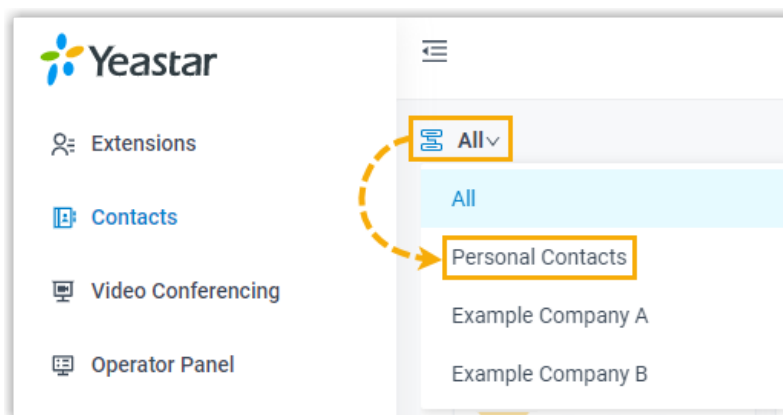 Yeastar
Extensions
Contacts
Video Conferencing
Operator Panel
All
All
Personal Contacts
Example Company A
Example Company B